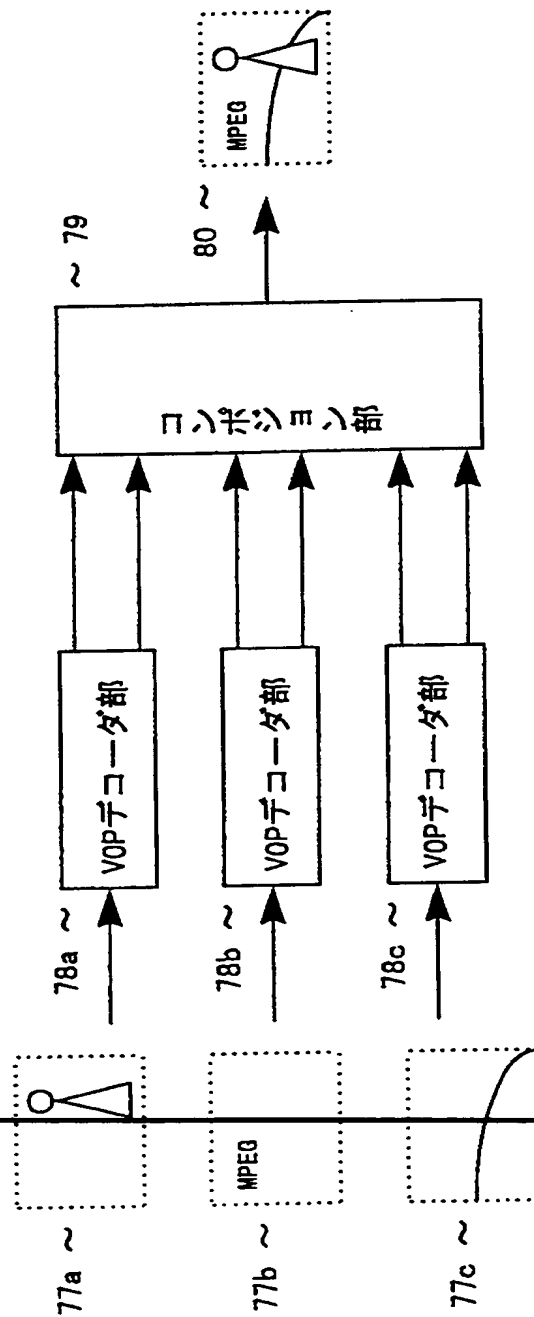 77a ~
MPEG
77b ~
77c ~
78a ~
VOPデコーダ部
78b ~
VOPデコーダ部
78c ~
VOPデコーダ部
~ 79
コンポジション部
80 ~
MPEG